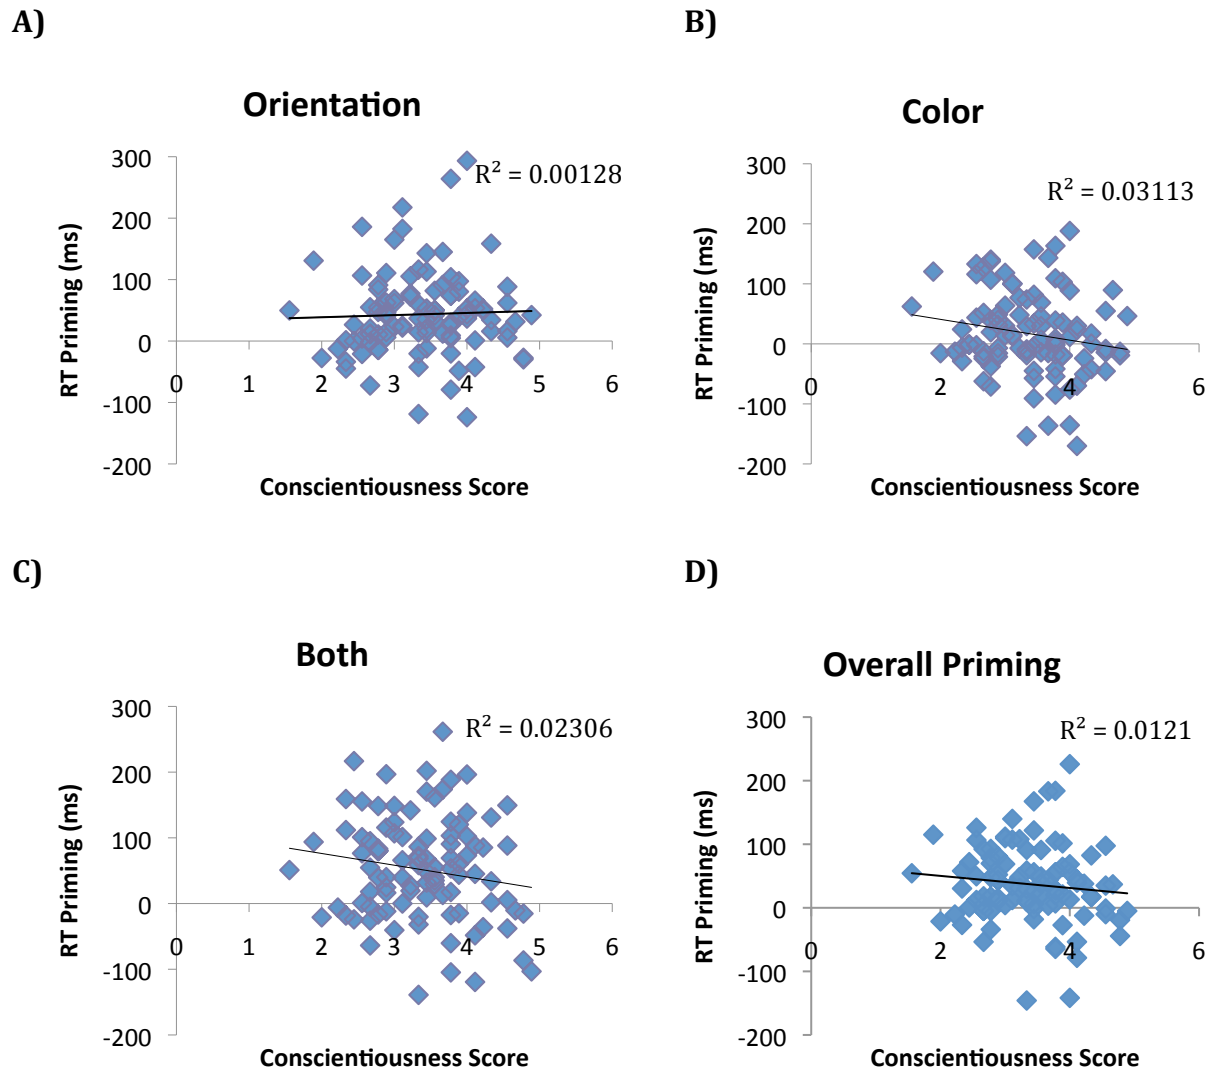 A)
Orientation
R² = 0.00128
RT Priming (ms)
300
200
100
0
-100
-200
0 1 2 3 4 5 6
Conscientiousness Score
B)
Color
R² = 0.03113
RT Priming (ms)
300
200
100
0
-100
-200
0 2 4 6
Conscientiousness Score
C)
Both
R² = 0.02306
RT Priming (ms)
300
200
100
0
-100
-200
0 1 2 3 4 5 6
Conscientiousness Score
D)
Overall Priming
R² = 0.0121
RT Priming (ms)
300
200
100
0
-100
-200
0 2 4 6
Conscientiousness Score